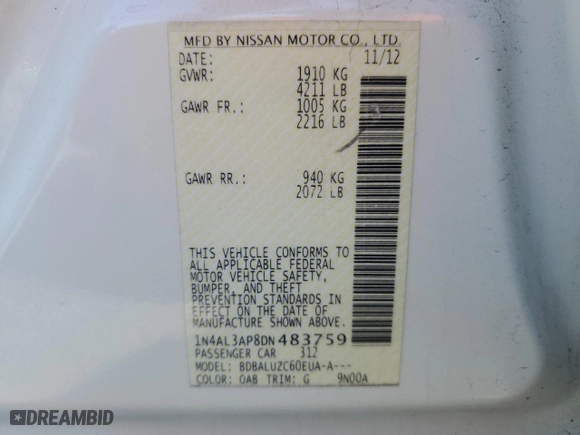 MFD BY NISSAN MOTOR CO., LTD.
DATE: 11/12
GVWR: 1910 KG
4211 LB
GAWR FR.: 1005 KG
2216 LB
GAWR RR.: 940 KG
2072 LB
THIS VEHICLE CONFORMS TO
ALL APPLICABLE FEDERAL
MOTOR VEHICLE SAFETY,
BUMPER, AND THEFT
PREVENTION STANDARDS IN
EFFECT ON THE DATE OF
MANUFACTURE SHOWN ABOVE.
1N4AL3AP8DN483759
PASSENGER CAR 312
MODEL: BDBALUZC60EUA-A---
COLOR: QAB TRIM: G 9N00A
DREAMBID